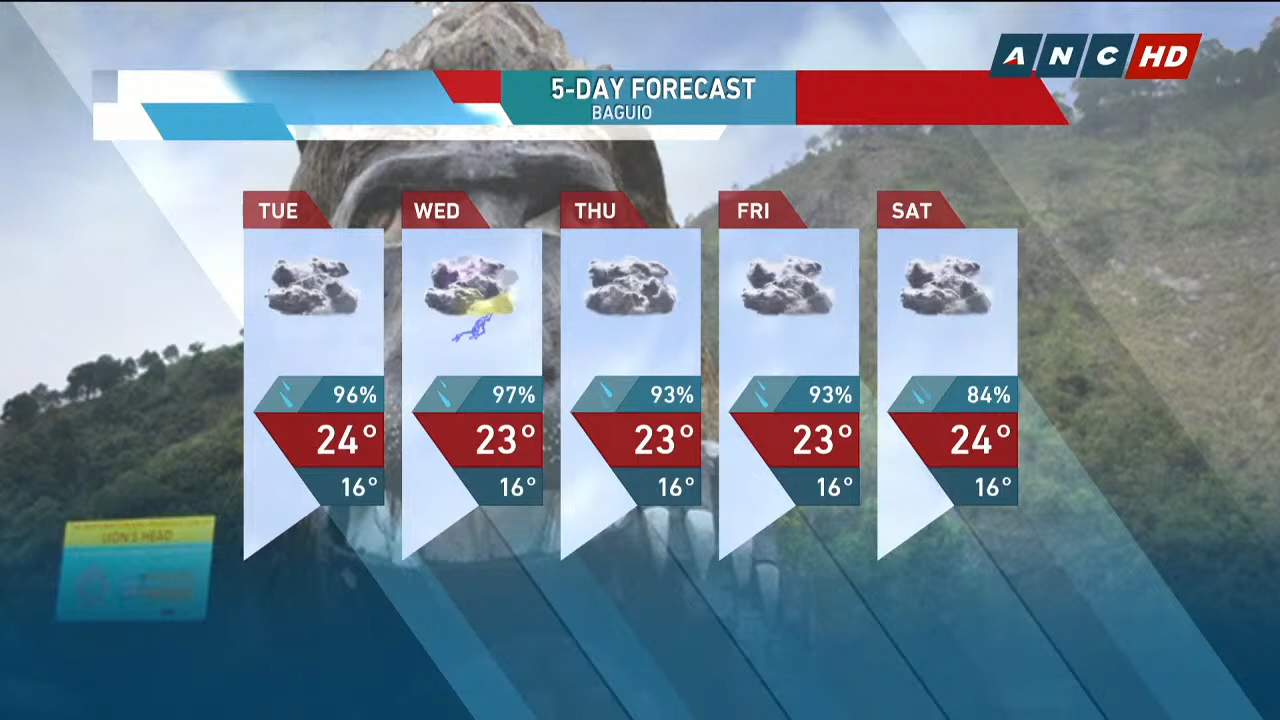 ANC HD
5-DAY FORECAST
BAGUIO
TUE WED THU FRI SAT
96% 97% 93% 93% 84%
24° 23° 23° 23° 24°
16° 16° 16° 16° 16°
LION'S HEAD